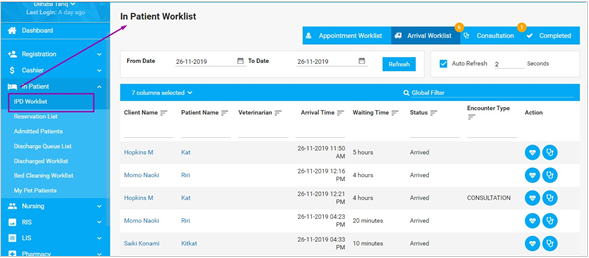 Dilnaba Tariq
Last Login: A day ago
Dashboard
Registration
Cashier
In Patient
IPD Worklist
Reservation List
Admitted Patients
Discharge Queue List
Discharged Worklist
Bed Cleaning Worklist
My Pet Patients
Nursing
RIS
LIS
Pharmacy
In Patient Worklist
Appointment Worklist Arrival Worklist 5 Consultation 1 Completed
From Date 26-11-2019 To Date 26-11-2019 Refresh Auto Refresh 2 Seconds
7 columns selected Global Filter
Client Name Patient Name Veterinarian Arrival Time Waiting Time Status Encounter Type Action
Hopkins M Kat 26-11-2019 11:50 AM 5 hours Arrived
Momo Naoki Riri 26-11-2019 12:16 PM 4 hours Arrived
Hopkins M Kat 26-11-2019 12:21 PM 4 hours Arrived CONSULTATION
Momo Naoki Riri 26-11-2019 04:23 PM 20 minutes Arrived
Saiki Konami Kitkat 26-11-2019 04:33 PM 10 minutes Arrived